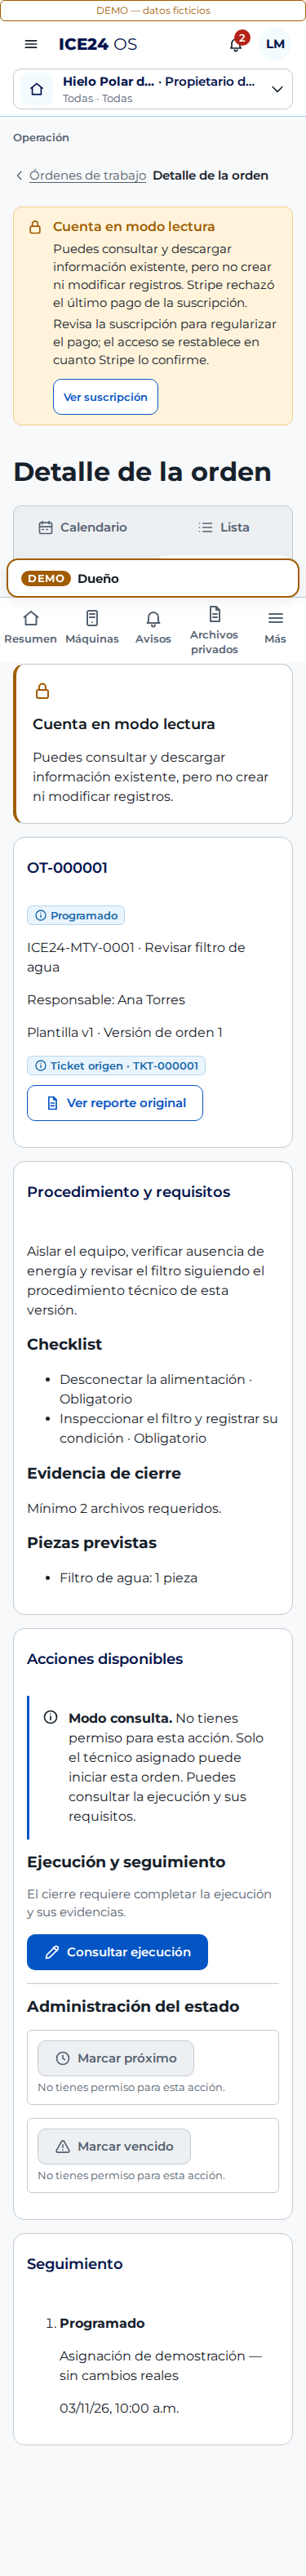 DEMO — datos ficticios
ICE24 OS
2
LM
Hielo Polar d... · Propietario d...
Todas · Todas
Operación
Órdenes de trabajo Detalle de la orden
Cuenta en modo lectura
Puedes consultar y descargar
información existente, pero no crear
ni modificar registros. Stripe rechazó
el último pago de la suscripción.
Revisa la suscripción para regularizar
el pago; el acceso se restablece en
cuanto Stripe lo confirme.
Ver suscripción
Detalle de la orden
Calendario
Lista
DEMO Dueño
Resumen
Máquinas
Avisos
Archivos
privados
Más
Cuenta en modo lectura
Puedes consultar y descargar
información existente, pero no crear
ni modificar registros.
OT-000001
Programado
ICE24-MTY-0001 · Revisar filtro de
agua
Responsable: Ana Torres
Plantilla v1 · Versión de orden 1
Ticket origen · TKT-000001
Ver reporte original
Procedimiento y requisitos
Aislar el equipo, verificar ausencia de
energía y revisar el filtro siguiendo el
procedimiento técnico de esta
versión.
Checklist
• Desconectar la alimentación ·
Obligatorio
• Inspeccionar el filtro y registrar su
condición · Obligatorio
Evidencia de cierre
Mínimo 2 archivos requeridos.
Piezas previstas
• Filtro de agua: 1 pieza
Acciones disponibles
Modo consulta. No tienes
permiso para esta acción. Solo
el técnico asignado puede
iniciar esta orden. Puedes
consultar la ejecución y sus
requisitos.
Ejecución y seguimiento
El cierre requiere completar la ejecución
y sus evidencias.
Consultar ejecución
Administración del estado
Marcar próximo
No tienes permiso para esta acción.
Marcar vencido
No tienes permiso para esta acción.
Seguimiento
1. Programado
Asignación de demostración —
sin cambios reales
03/11/26, 10:00 a.m.